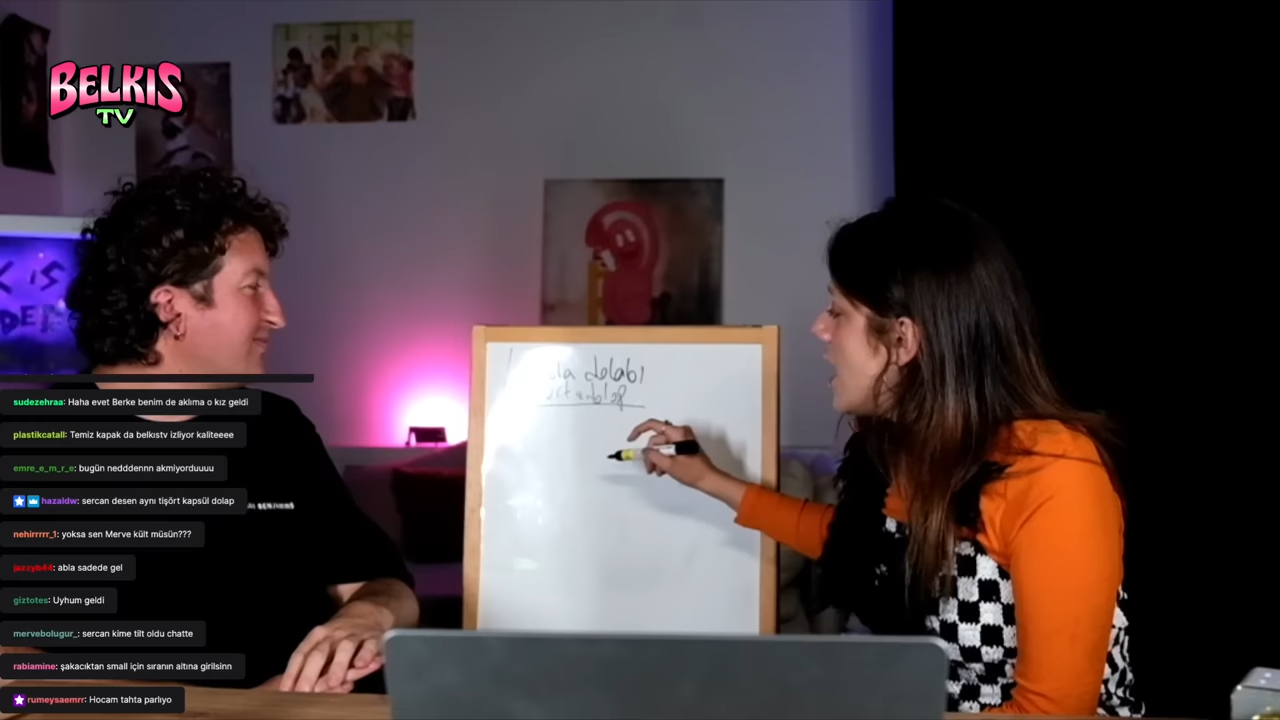 BELKIS
TV
dolabı
sudezehraa: Haha evet Berke benim de aklıma o kız geldi
plastikcatall: Temiz kapak da belkıstv izliyor kaliteeee
emre_e_m_r_e: bugün nedddennn akmiyorduuuu
hazaldw: sercan desen aynı tişört kapsül dolap
nehirrrrr_1: yoksa sen Merve kült müsün???
jazzyh44: abla sadede gel
giztotes: Uyhum geldi
mervebolugur_: sercan kime tilt oldu chatte
rabiamine: şakacıktan small için sıranın altına girilsinn
rumeysaemrr: Hocam tahta parlıyo